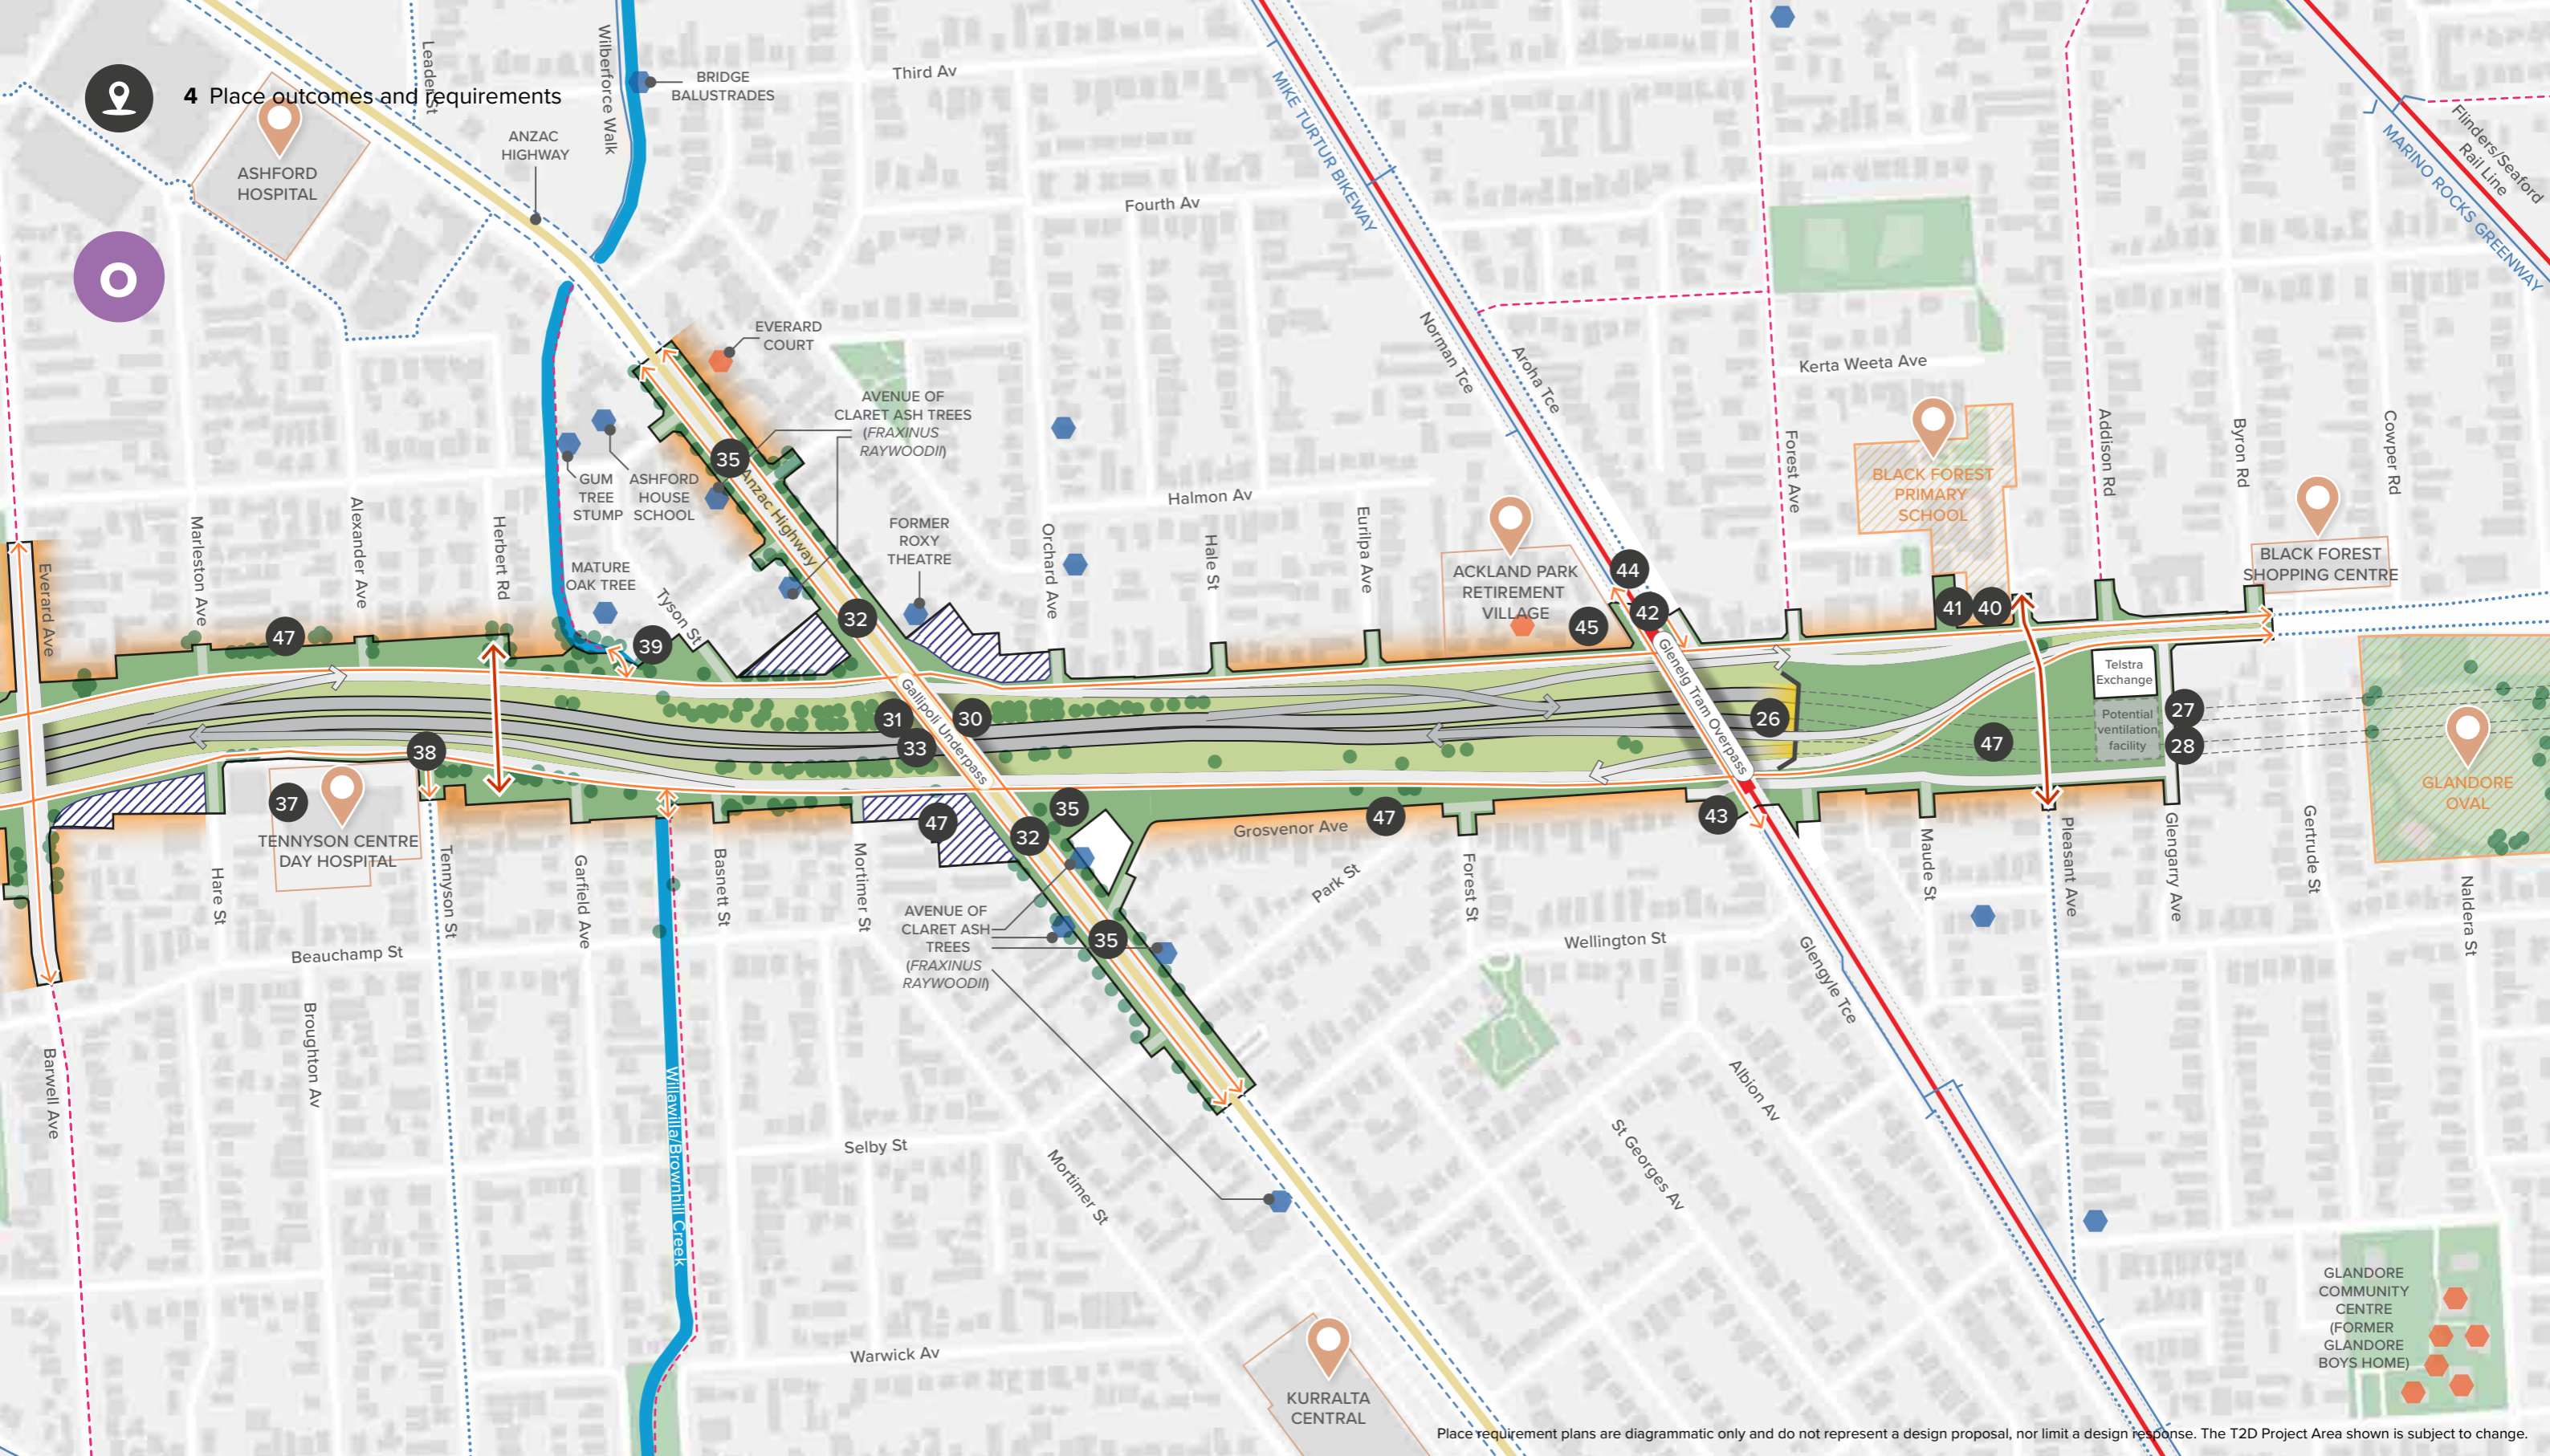 4 Place outcomes and requirements
Leader St
Wilberforce Walk
BRIDGE
BALUSTRADES
Third Av
ANZAC
HIGHWAY
ASHFORD
HOSPITAL
MIKE TURTUR BIKEWAY
Fourth Av
Flinders/Seaford
Rail Line
MARINO ROCKS GREENWAY
EVERARD
COURT
Norman Tce
Aroha Tce
Kerta Weeta Ave
AVENUE OF
CLARET ASH TREES
(FRAXINUS
RAYWOODII)
35
Anzac Highway
GUM
TREE
STUMP
ASHFORD
HOUSE
SCHOOL
FORMER
ROXY
THEATRE
Halmon Av
Forest Ave
BLACK FOREST
PRIMARY
SCHOOL
Addison Rd
Byron Rd
Cowper Rd
Everard Ave
Marleston Ave
Alexander Ave
Herbert Rd
MATURE
OAK TREE
Tyson St
Orchard Ave
Hale St
Eurilpa Ave
ACKLAND PARK
RETIREMENT
VILLAGE
BLACK FOREST
SHOPPING CENTRE
44
42
45
41
40
32
47
39
Glenelg Tram Overpass
Telstra
Exchange
Gallipoli Underpass
31
30
33
26
47
27
28
Potential
ventilation
facility
38
37
TENNYSON CENTRE
DAY HOSPITAL
GLANDORE
OVAL
47
35
32
Grosvenor Ave
47
43
Hare St
Tennyson St
Garfield Ave
Basnett St
Mortimer St
Park St
Forest St
Maude St
Pleasant Ave
Glengarry Ave
Gertrude St
Naldera St
AVENUE OF
CLARET ASH
TREES
(FRAXINUS
RAYWOODII)
35
Beauchamp St
Wellington St
Glengyle Tce
Broughton Av
Barwell Ave
Willawilla/Brownhill Creek
Selby St
Mortimer St
Albion Av
St Georges Av
Warwick Av
KURRALTA
CENTRAL
GLANDORE
COMMUNITY
CENTRE
(FORMER
GLANDORE
BOYS HOME)
Place requirement plans are diagrammatic only and do not represent a design proposal, nor limit a design response. The T2D Project Area shown is subject to change.